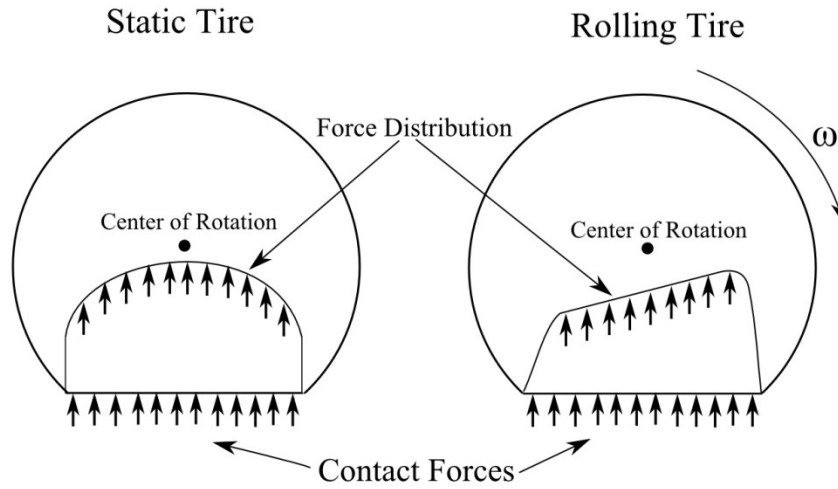 Static Tire
Rolling Tire
ω
Force Distribution
Center of Rotation
Center of Rotation
Contact Forces